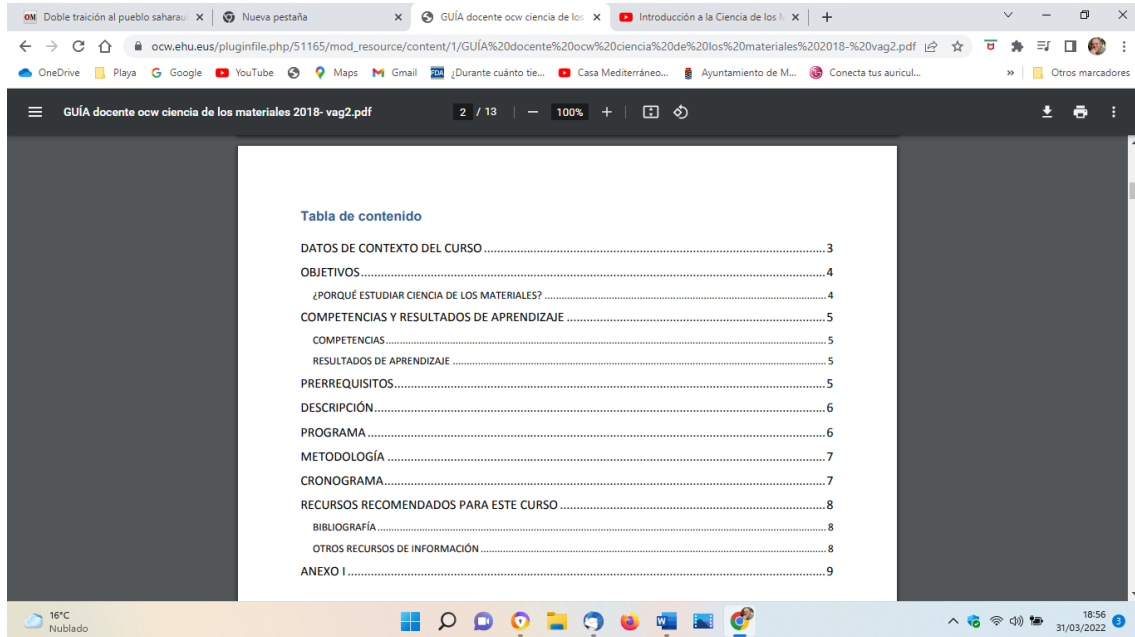 OM Doble traición al pueblo saharaui
Nueva pestaña
GUÍA docente ocw ciencia de los
Introducción a la Ciencia de los M
ocw.ehu.eus/pluginfile.php/51165/mod_resource/content/1/GUÍA%20docente%20ocw%20ciencia%20de%20los%20materiales%202018-%20vag2.pdf
OneDrive Playa Google YouTube Maps Gmail FDA ¿Durante cuánto tie... Casa Mediterráneo... Ayuntamiento de M... Conecta tus auricul... » Otros marcadores
GUÍA docente ocw ciencia de los materiales 2018- vag2.pdf 2 / 13 | − 100% +
Tabla de contenido
DATOS DE CONTEXTO DEL CURSO 3
OBJETIVOS 4
¿PORQUÉ ESTUDIAR CIENCIA DE LOS MATERIALES? 4
COMPETENCIAS Y RESULTADOS DE APRENDIZAJE 5
COMPETENCIAS 5
RESULTADOS DE APRENDIZAJE 5
PRERREQUISITOS 5
DESCRIPCIÓN 6
PROGRAMA 6
METODOLOGÍA 7
CRONOGRAMA 7
RECURSOS RECOMENDADOS PARA ESTE CURSO 8
BIBLIOGRAFÍA 8
OTROS RECURSOS DE INFORMACIÓN 8
ANEXO I 9
16°C
Nublado
18:56
31/03/2022
3